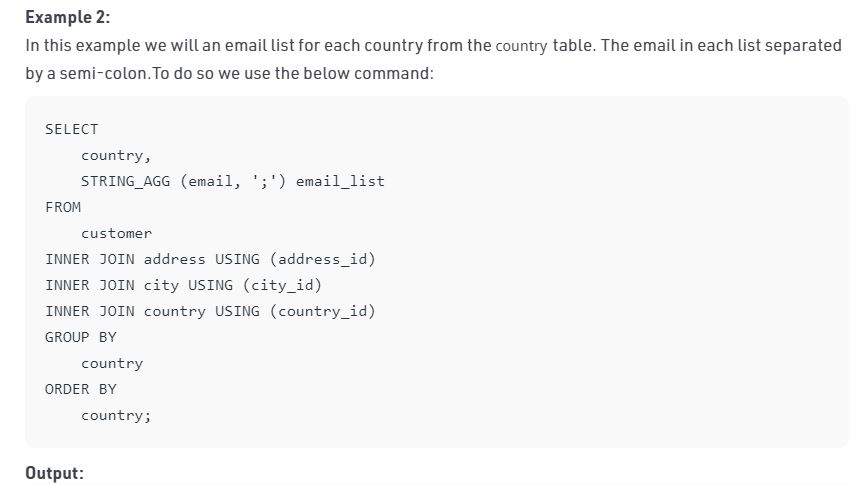 Example 2:
In this example we will an email list for each country from the country table. The email in each list separated
by a semi-colon.To do so we use the below command:
SELECT
    country,
    STRING_AGG (email, ';') email_list
FROM
    customer
INNER JOIN address USING (address_id)
INNER JOIN city USING (city_id)
INNER JOIN country USING (country_id)
GROUP BY
    country
ORDER BY
    country;
Output: